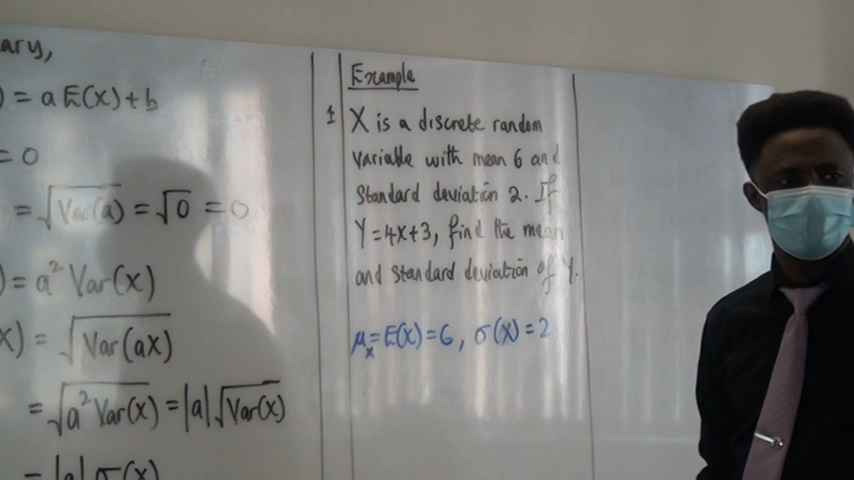 ary,
) = aE(X)+b
= 0
= √Var(a) = √0 = 0
) = a² Var(X)
X) = √Var(aX)
= √a² Var(X) = |a|√Var(X)
= |a| σ(X)
Example
1 X is a discrete random
variable with mean 6 and
standard deviation 2. If
Y = 4X+3, find the mean
and standard deviation of Y.
μₓ = E(X) = 6, σ(X) = 2